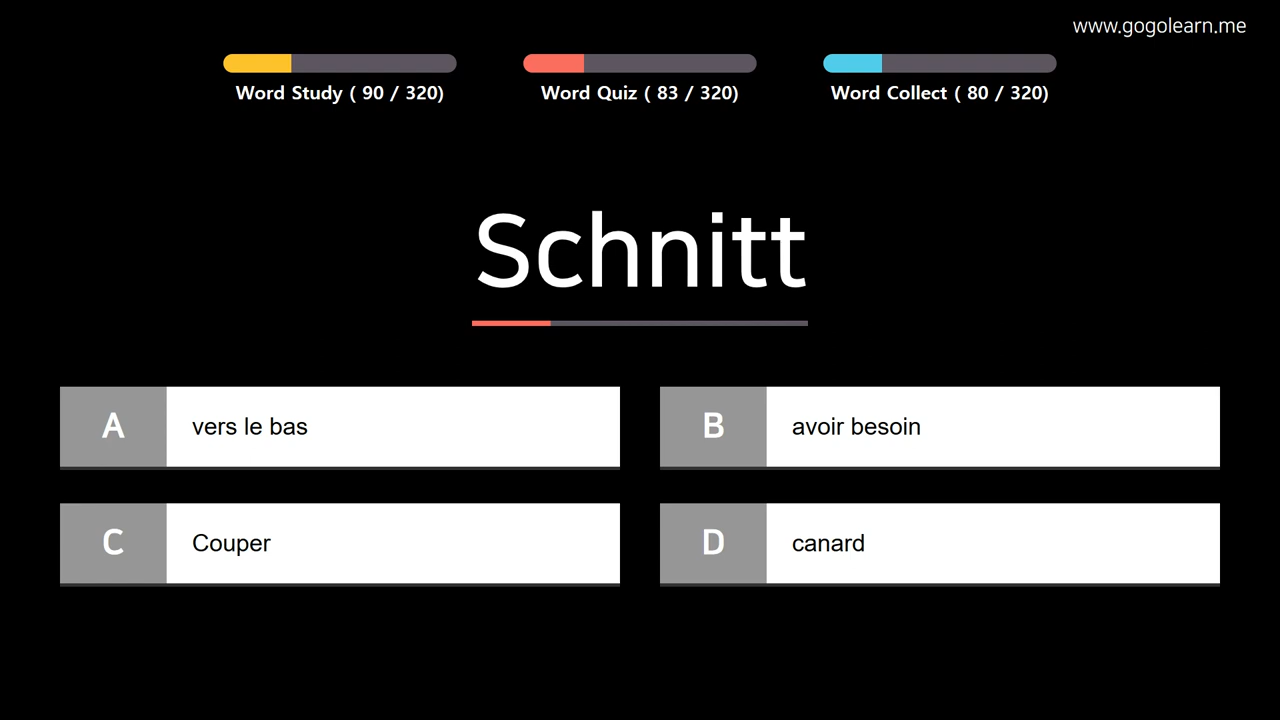 www.gogolearn.me
Word Study ( 90 / 320)
Word Quiz ( 83 / 320)
Word Collect ( 80 / 320)
Schnitt
A
vers le bas
B
avoir besoin
C
Couper
D
canard